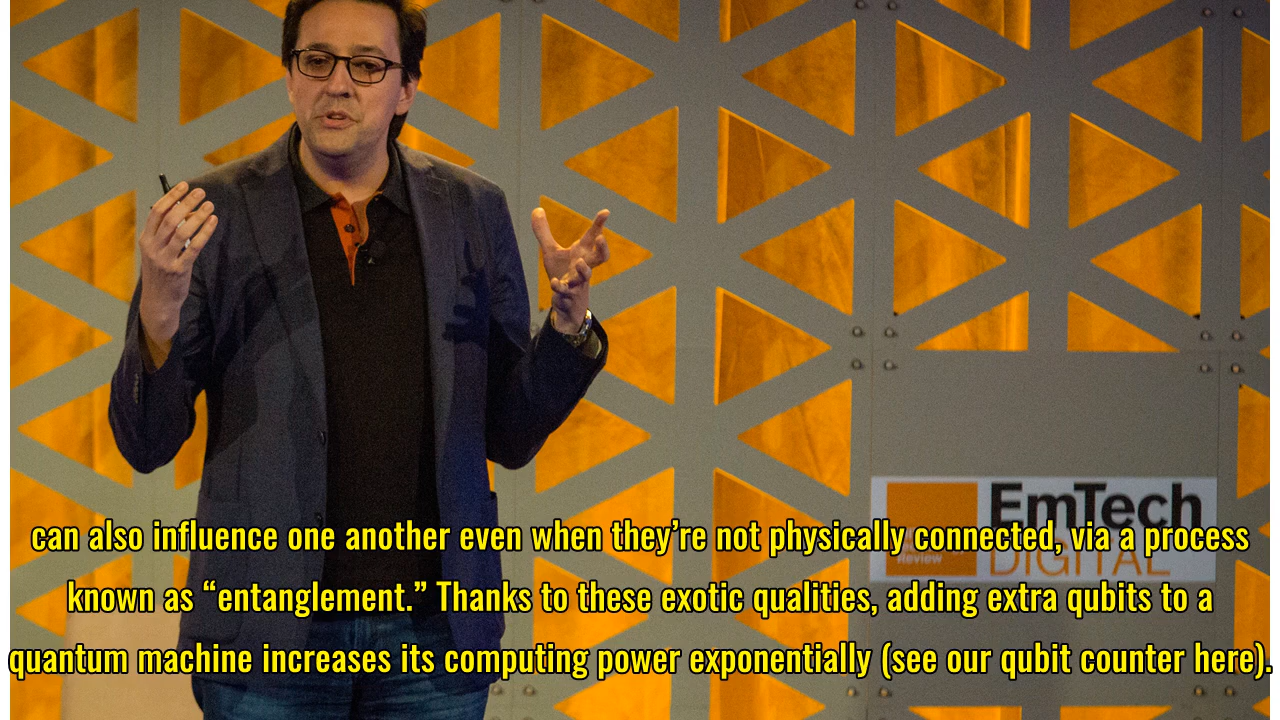 EmTech
Review
DIGITAL
can also influence one another even when they’re not physically connected, via a process
known as “entanglement.” Thanks to these exotic qualities, adding extra qubits to a
quantum machine increases its computing power exponentially (see our qubit counter here).